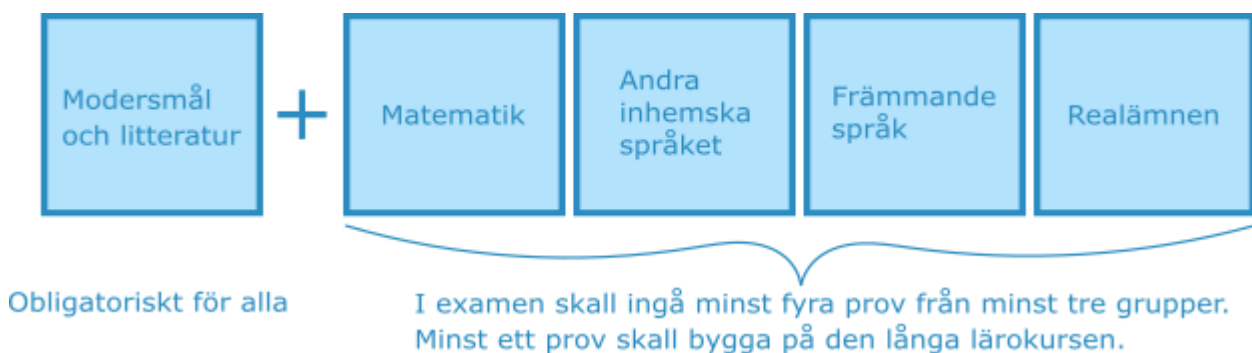 Modersmål
och litteratur
+
Matematik
Andra
inhemska
språket
Främmande
språk
Realämnen
Obligatoriskt för alla
I examen skall ingå minst fyra prov från minst tre grupper.
Minst ett prov skall bygga på den långa lärokursen.